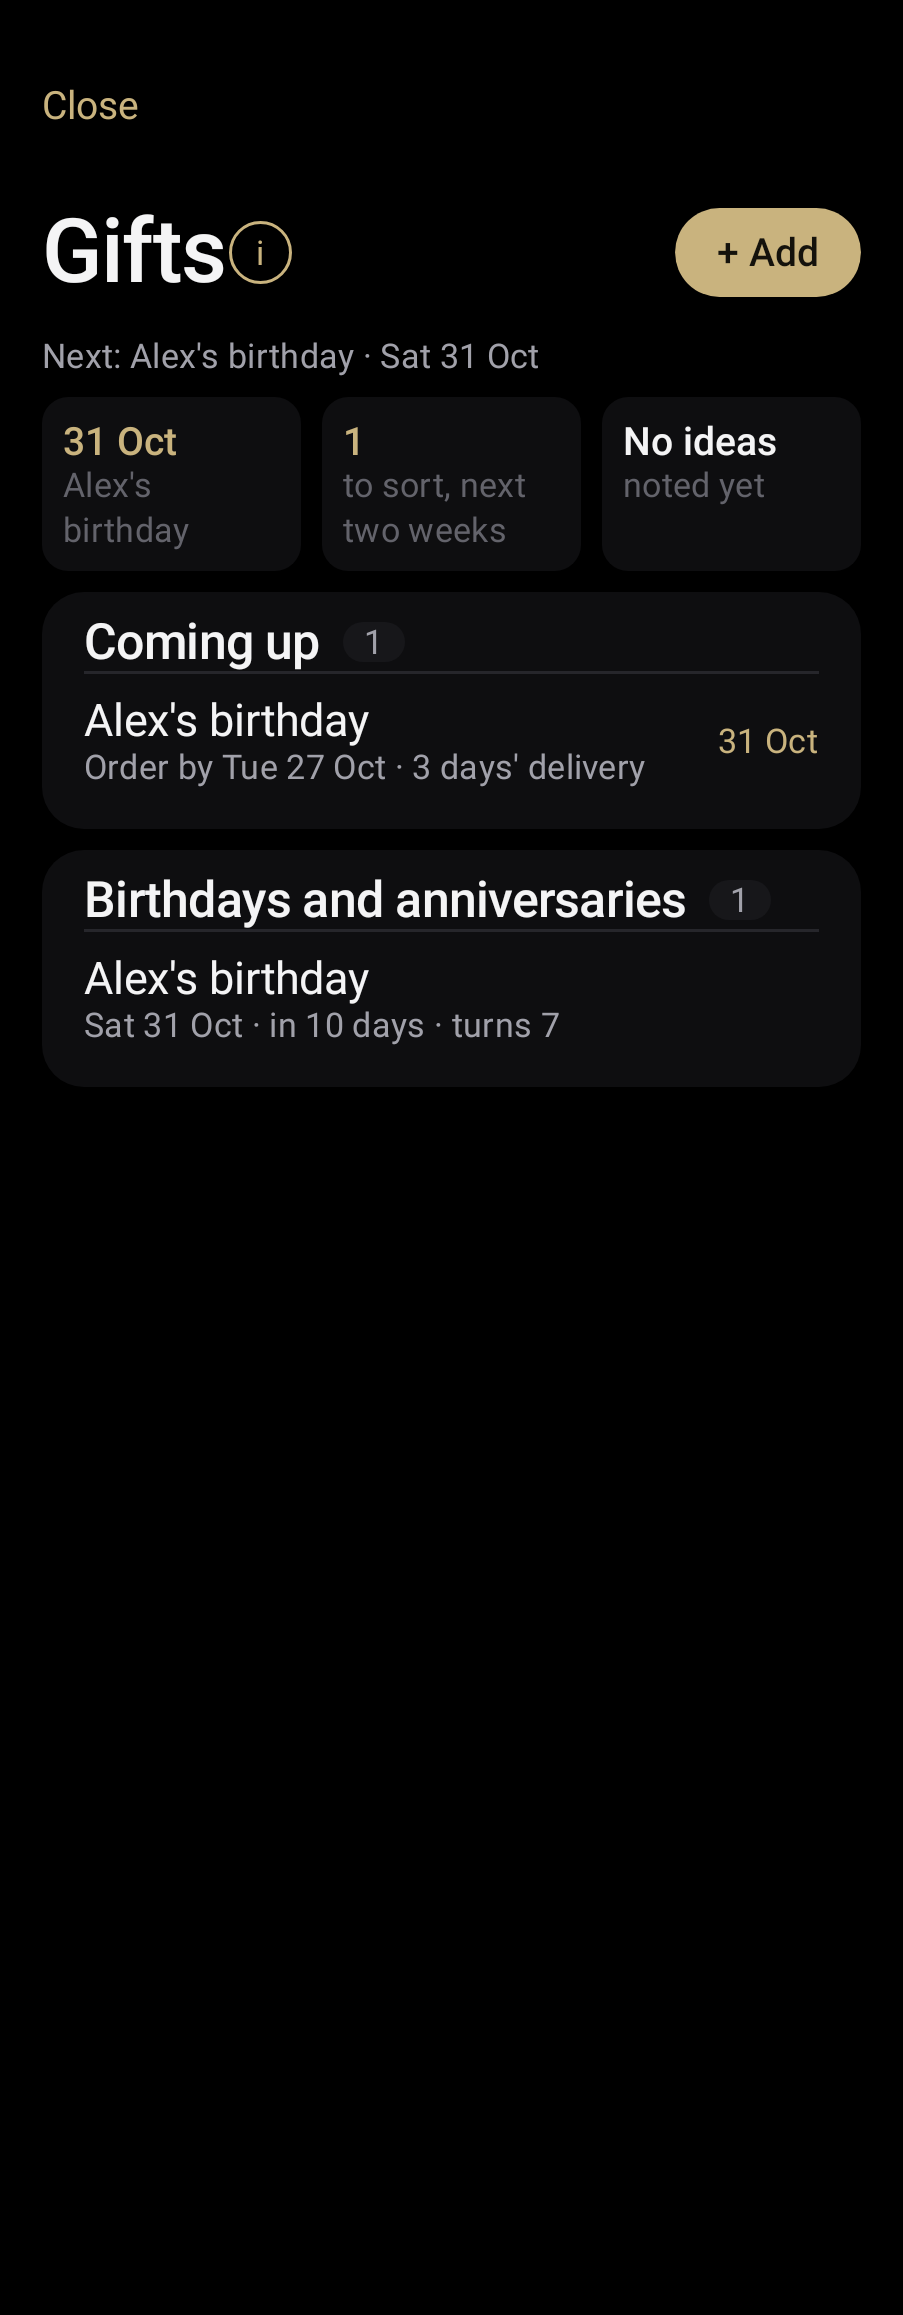 Close
Gifts i
+ Add
Next: Alex's birthday · Sat 31 Oct
31 Oct
Alex's
birthday
1
to sort, next
two weeks
No ideas
noted yet
Coming up 1
Alex's birthday
Order by Tue 27 Oct · 3 days' delivery
31 Oct
Birthdays and anniversaries 1
Alex's birthday
Sat 31 Oct · in 10 days · turns 7